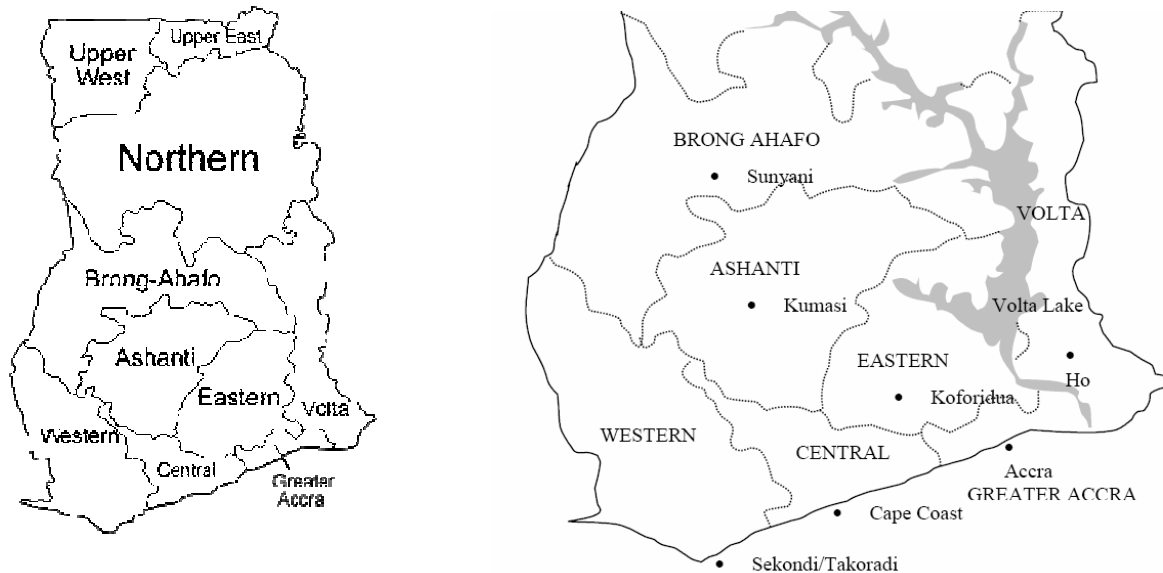 Upper East
Upper
West
Northern
Brong-Ahafo
Ashanti
Eastern
Volta
Western
Central
Greater
Accra
BRONG AHAFO
Sunyani
VOLTA
ASHANTI
Kumasi
Volta Lake
EASTERN
Ho
Koforidua
WESTERN
CENTRAL
Accra
GREATER ACCRA
Cape Coast
Sekondi/Takoradi